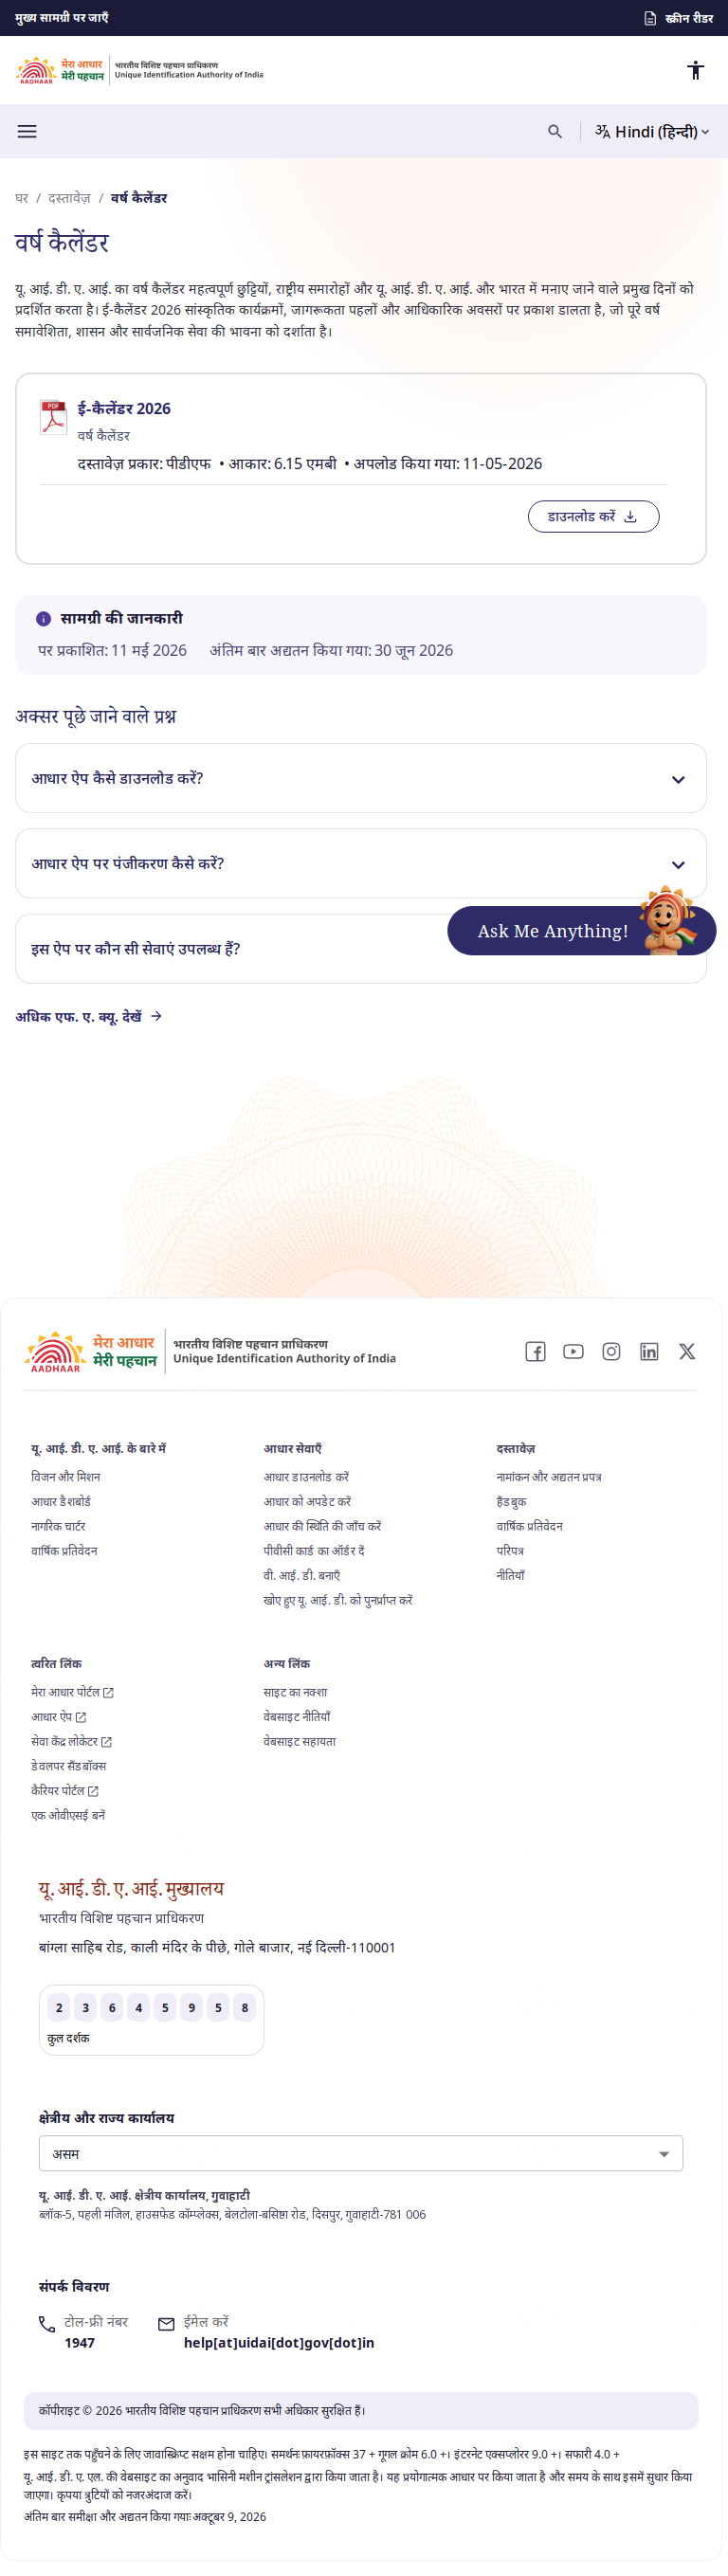 मुख्य सामग्री पर जाएँ
स्क्रीन रीडर
मेरा आधार
मेरी पहचान
AADHAAR
भारतीय विशिष्ट पहचान प्राधिकरण
Unique Identification Authority of India
Hindi (हिन्दी)
घर / दस्तावेज़ / वर्ष कैलेंडर
वर्ष कैलेंडर
यू. आई. डी. ए. आई. का वर्ष कैलेंडर महत्वपूर्ण छुट्टियों, राष्ट्रीय समारोहों और यू. आई. डी. ए. आई. और भारत में मनाए जाने वाले प्रमुख दिनों को
प्रदर्शित करता है। ई-कैलेंडर 2026 सांस्कृतिक कार्यक्रमों, जागरूकता पहलों और आधिकारिक अवसरों पर प्रकाश डालता है, जो पूरे वर्ष
समावेशिता, शासन और सार्वजनिक सेवा की भावना को दर्शाता है।
PDF
ई-कैलेंडर 2026
वर्ष कैलेंडर
दस्तावेज़ प्रकार: पीडीएफ • आकार: 6.15 एमबी • अपलोड किया गया: 11-05-2026
डाउनलोड करें
सामग्री की जानकारी
पर प्रकाशित: 11 मई 2026 अंतिम बार अद्यतन किया गया: 30 जून 2026
अक्सर पूछे जाने वाले प्रश्न
आधार ऐप कैसे डाउनलोड करें?
आधार ऐप पर पंजीकरण कैसे करें?
Ask Me Anything!
इस ऐप पर कौन सी सेवाएं उपलब्ध हैं?
अधिक एफ. ए. क्यू. देखें
मेरा आधार
मेरी पहचान
AADHAAR
भारतीय विशिष्ट पहचान प्राधिकरण
Unique Identification Authority of India
यू. आई. डी. ए. आई. के बारे में
विजन और मिशन
आधार डैशबोर्ड
नागरिक चार्टर
वार्षिक प्रतिवेदन
आधार सेवाएँ
आधार डाउनलोड करें
आधार को अपडेट करें
आधार की स्थिति की जाँच करें
पीवीसी कार्ड का ऑर्डर दें
वी. आई. डी. बनाएँ
खोए हुए यू. आई. डी. को पुनर्प्राप्त करें
दस्तावेज़
नामांकन और अद्यतन प्रपत्र
हैंडबुक
वार्षिक प्रतिवेदन
परिपत्र
नीतियाँ
त्वरित लिंक
मेरा आधार पोर्टल
आधार ऐप
सेवा केंद्र लोकेटर
डेवलपर सैंडबॉक्स
कैरियर पोर्टल
एक ओवीएसई बनें
अन्य लिंक
साइट का नक्शा
वेबसाइट नीतियाँ
वेबसाइट सहायता
यू. आई. डी. ए. आई. मुख्यालय
भारतीय विशिष्ट पहचान प्राधिकरण
बांग्ला साहिब रोड, काली मंदिर के पीछे, गोले बाजार, नई दिल्ली-110001
2 3 6 4 5 9 5 8
कुल दर्शक
क्षेत्रीय और राज्य कार्यालय
असम
यू. आई. डी. ए. आई. क्षेत्रीय कार्यालय, गुवाहाटी
ब्लॉक-5, पहली मंजिल, हाउसफेड कॉम्प्लेक्स, बेलटोला-बसिष्ठा रोड, दिसपुर, गुवाहाटी-781 006
संपर्क विवरण
टोल-फ्री नंबर
1947
ईमेल करें
help[at]uidai[dot]gov[dot]in
कॉपीराइट © 2026 भारतीय विशिष्ट पहचान प्राधिकरण सभी अधिकार सुरक्षित हैं।
इस साइट तक पहुँचने के लिए जावास्क्रिप्ट सक्षम होना चाहिए। समर्थनः फ़ायरफ़ॉक्स 37 + गूगल क्रोम 6.0 +। इंटरनेट एक्सप्लोरर 9.0 +। सफारी 4.0 +
यू. आई. डी. ए. एल. की वेबसाइट का अनुवाद भासिनी मशीन ट्रांसलेशन द्वारा किया जाता है। यह प्रयोगात्मक आधार पर किया जाता है और समय के साथ इसमें सुधार किया
जाएगा। कृपया त्रुटियों को नजरअंदाज करें।
अंतिम बार समीक्षा और अद्यतन किया गयाः अक्टूबर 9, 2026